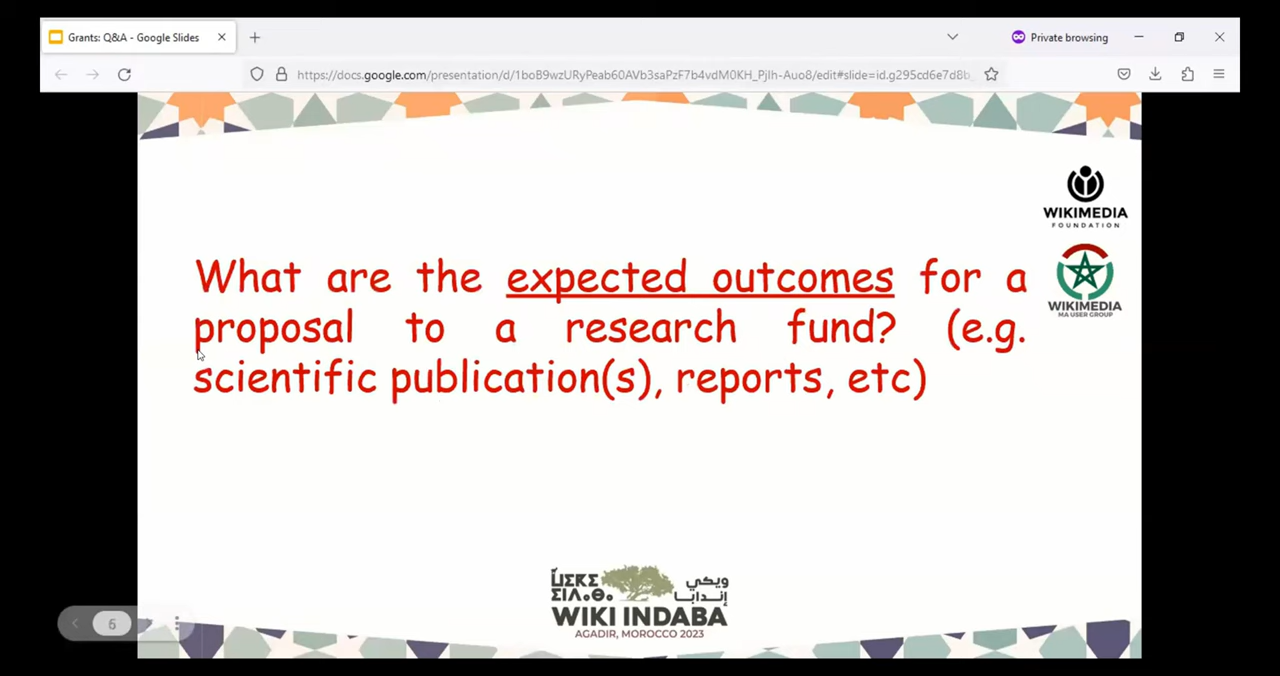 Grants: Q&A - Google Slides
Private browsing
https://docs.google.com/presentation/d/1boB9wzURyPeab60AVb3saPzF7b4vdM0KH_PjIh-Auo8/edit#slide=id.g295cd6e7d8b_
WIKIMEDIA
FOUNDATION
What are the expected outcomes for a
proposal to a research fund? (e.g.
scientific publication(s), reports, etc)
WIKIMEDIA
MA USER GROUP
ويكي
إندابا
WIKI INDABA
AGADIR, MOROCCO 2023
6